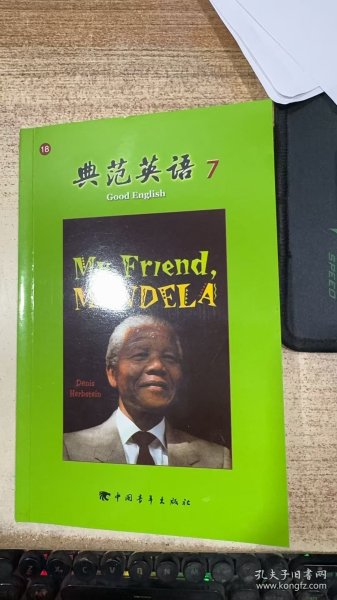 18
典范英语 7
Good English
My Friend,
MANDELA
Denis
Herbstein
中国青年出版社
SPEED
孔夫子旧书网
www.kongfz.com